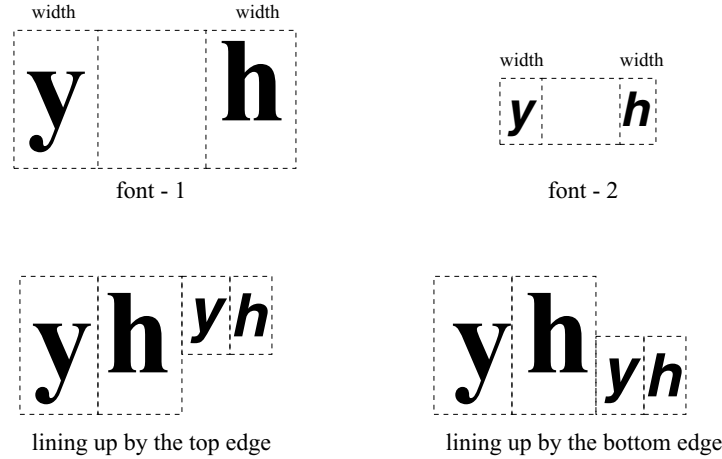 width width
y h
width width
y h
font - 1 font - 2
y h y h
y h y h
lining up by the top edge
lining up by the bottom edge